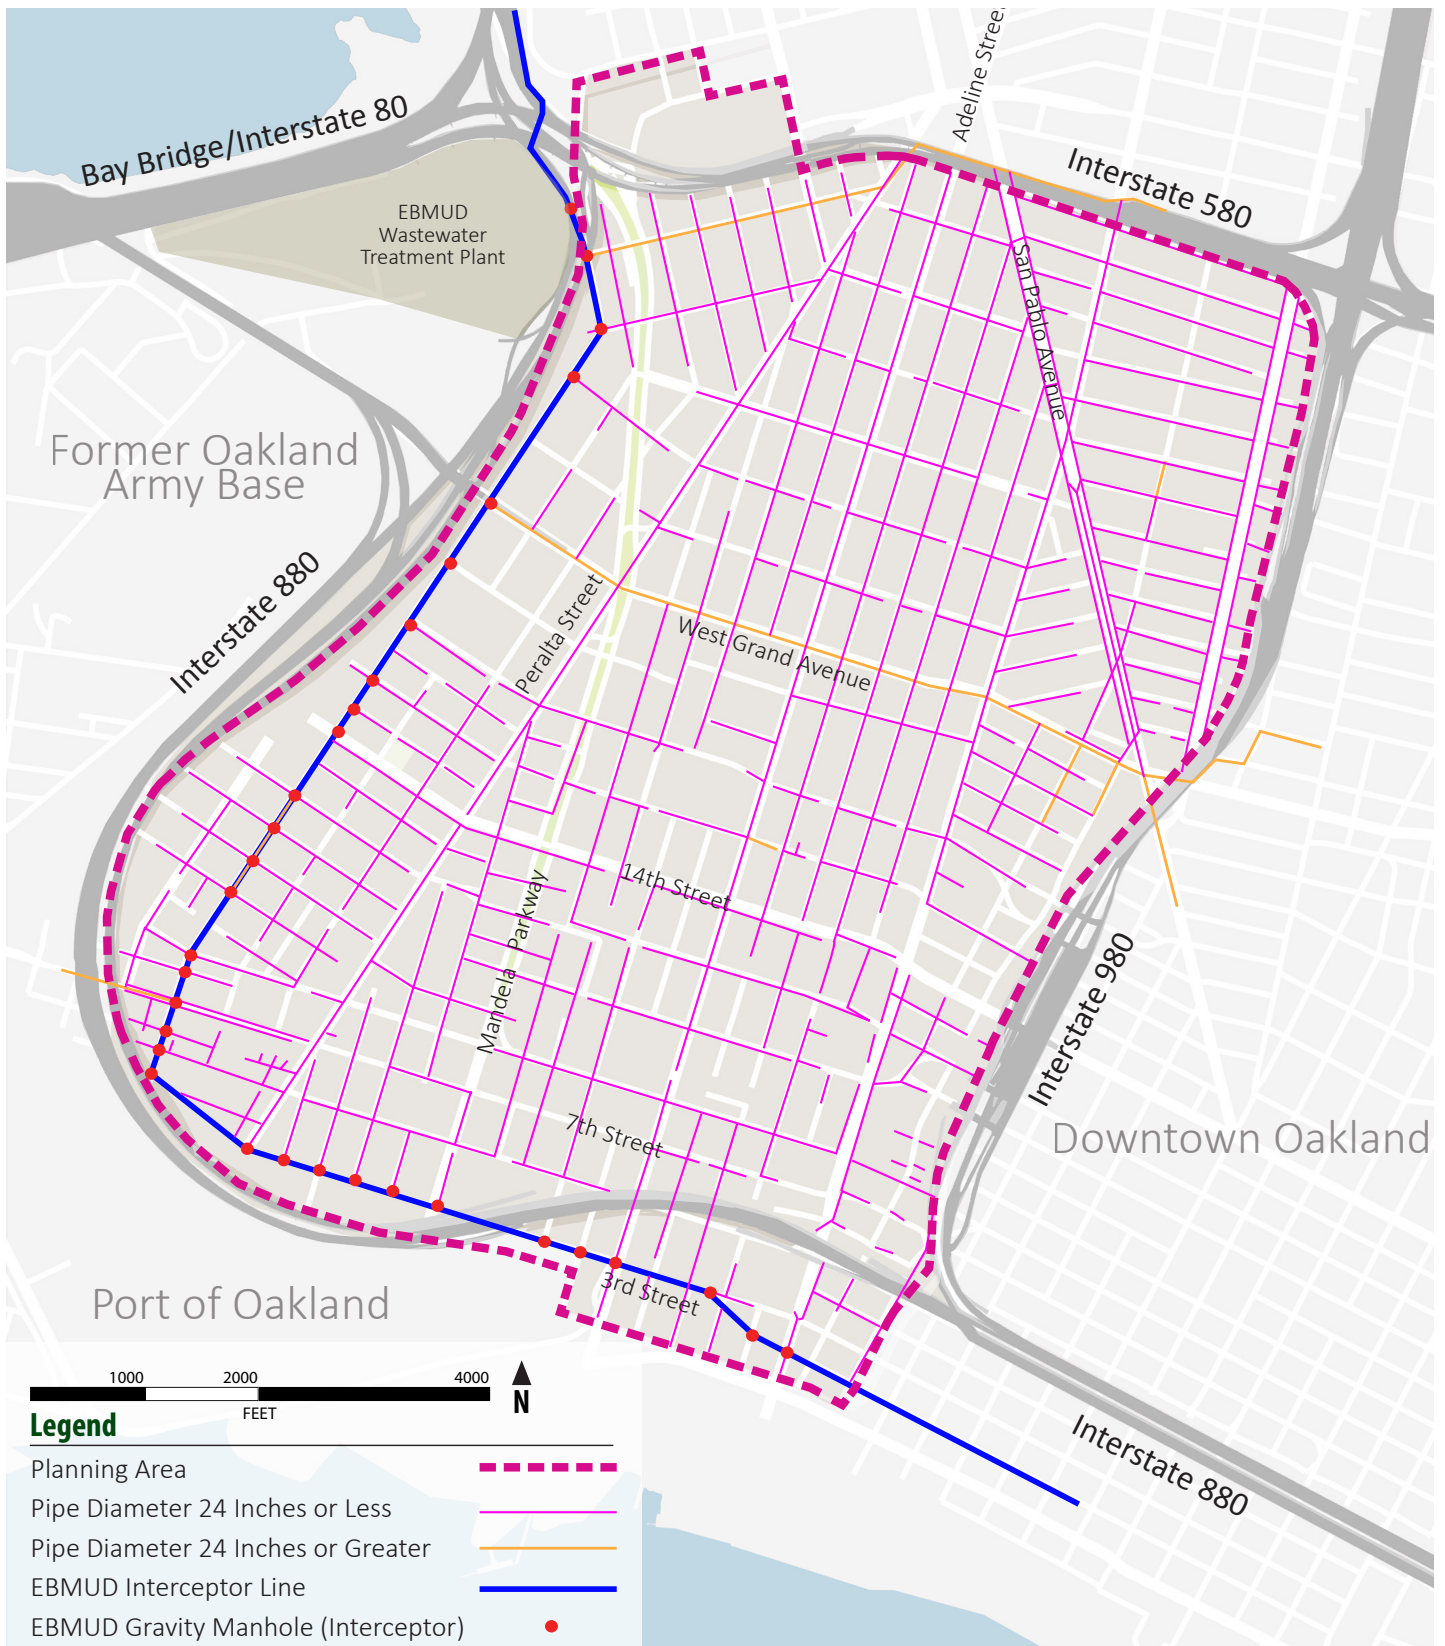 Adeline Street
Bay Bridge/Interstate 80
Interstate 580
EBMUD
Wastewater
Treatment Plant
San Pablo Avenue
Former Oakland
Army Base
Interstate 880
Peralta Street
West Grand Avenue
14th Street
Mandela Parkway
Interstate 980
7th Street
Downtown Oakland
3rd Street
Port of Oakland
1000
2000
4000
FEET
N
Interstate 880
Legend
Planning Area
Pipe Diameter 24 Inches or Less
Pipe Diameter 24 Inches or Greater
EBMUD Interceptor Line
EBMUD Gravity Manhole (Interceptor)